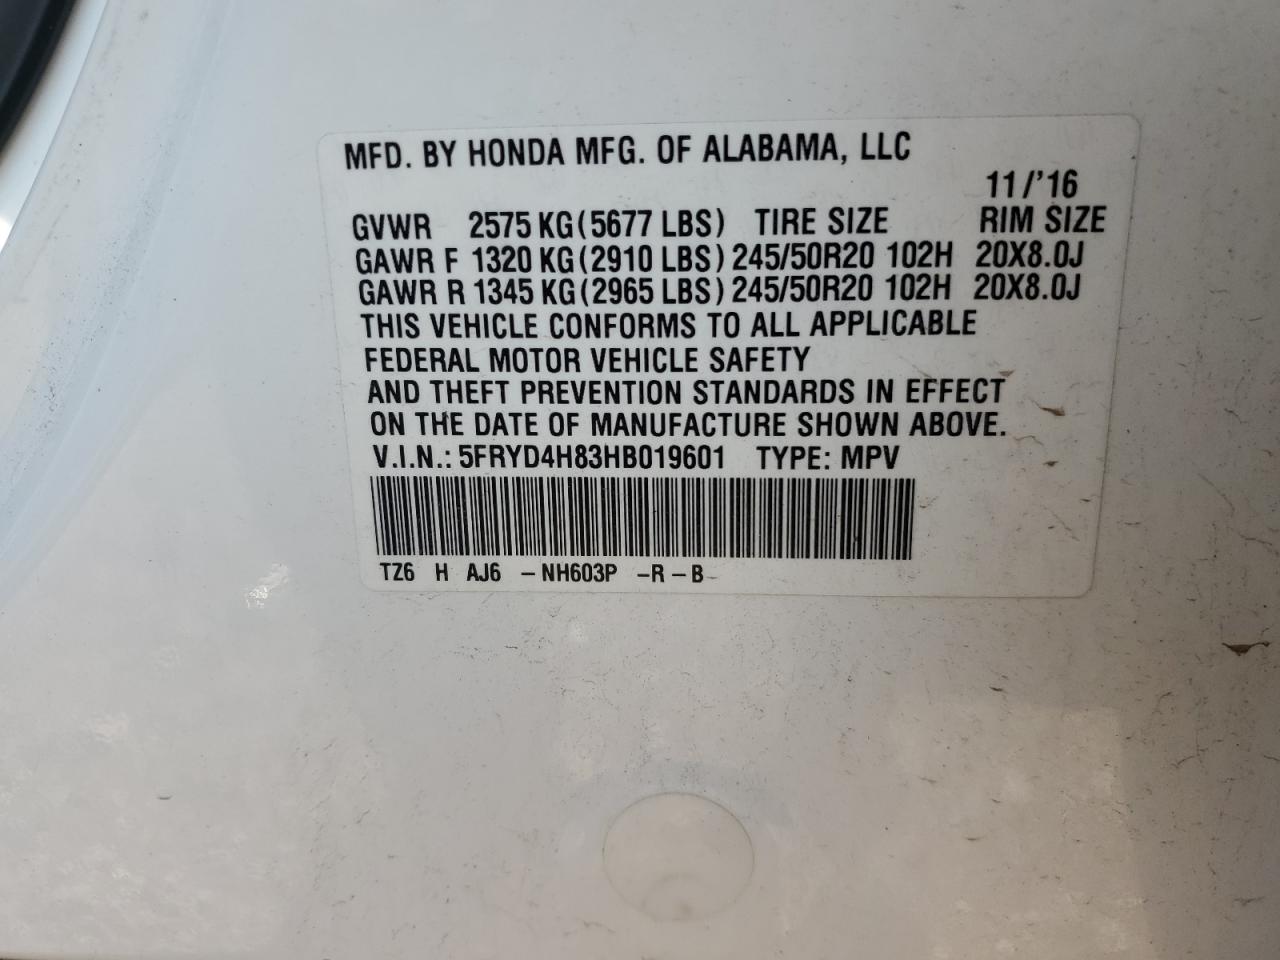 MFD. BY HONDA MFG. OF ALABAMA, LLC
11/'16
GVWR 2575 KG(5677 LBS) TIRE SIZE RIM SIZE
GAWR F 1320 KG(2910 LBS) 245/50R20 102H 20X8.0J
GAWR R 1345 KG(2965 LBS) 245/50R20 102H 20X8.0J
THIS VEHICLE CONFORMS TO ALL APPLICABLE
FEDERAL MOTOR VEHICLE SAFETY
AND THEFT PREVENTION STANDARDS IN EFFECT
ON THE DATE OF MANUFACTURE SHOWN ABOVE.
V.I.N.: 5FRYD4H83HB019601 TYPE: MPV
TZ6 H AJ6 -NH603P -R-B-